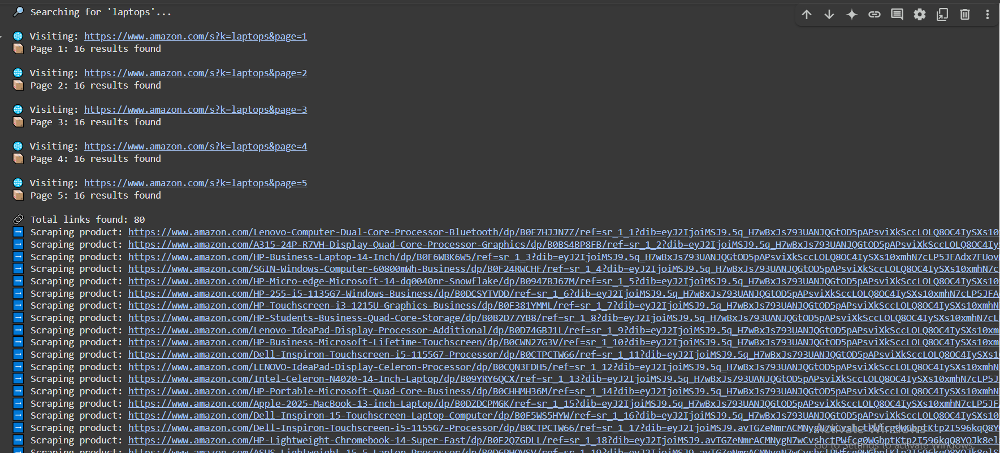 Searching for 'laptops'...
Visiting: https://www.amazon.com/s?k=laptops&page=1
Page 1: 16 results found
Visiting: https://www.amazon.com/s?k=laptops&page=2
Page 2: 16 results found
Visiting: https://www.amazon.com/s?k=laptops&page=3
Page 3: 16 results found
Visiting: https://www.amazon.com/s?k=laptops&page=4
Page 4: 16 results found
Visiting: https://www.amazon.com/s?k=laptops&page=5
Page 5: 16 results found
Total links found: 80
Scraping product: https://www.amazon.com/Lenovo-Computer-Dual-Core-Processor-Bluetooth/dp/B0F7HJJN7Z/ref=sr_1_1?dib=eyJ2IjoiMSJ9.5q_H7wBxJs793UANJQGtOD5pAPsviXkSccLOLQ8OC4IySXs10
Scraping product: https://www.amazon.com/A315-24P-R7VH-Display-Quad-Core-Processor-Graphics/dp/B0BS4BP8FB/ref=sr_1_2?dib=eyJ2IjoiMSJ9.5q_H7wBxJs793UANJQGtOD5pAPsviXkSccLOLQ8OC4IyS
Scraping product: https://www.amazon.com/HP-Business-Laptop-14-Inch/dp/B0F6WBK6W5/ref=sr_1_3?dib=eyJ2IjoiMSJ9.5q_H7wBxJs793UANJQGtOD5pAPsviXkSccLOLQ8OC4IySXs10xmhN7cLP5JFAdx7FUov
Scraping product: https://www.amazon.com/SGIN-Windows-Computer-60800mWh-Business/dp/B0F24RWCHF/ref=sr_1_4?dib=eyJ2IjoiMSJ9.5q_H7wBxJs793UANJQGtOD5pAPsviXkSccLOLQ8OC4IySXs10xmhN7c
Scraping product: https://www.amazon.com/HP-Micro-edge-Microsoft-14-dq0040nr-Snowflake/dp/B0947BJ67M/ref=sr_1_5?dib=eyJ2IjoiMSJ9.5q_H7wBxJs793UANJQGtOD5pAPsviXkSccLOLQ8OC4IySXs10
Scraping product: https://www.amazon.com/HP-255-i5-1135G7-Windows-Business/dp/B0DCSYTVDD/ref=sr_1_6?dib=eyJ2IjoiMSJ9.5q_H7wBxJs793UANJQGtOD5pAPsviXkSccLOLQ8OC4IySXs10xmhN7cLP5JFA
Scraping product: https://www.amazon.com/HP-Touchscreen-i3-1215U-Graphics-Business/dp/B0F381YMML/ref=sr_1_7?dib=eyJ2IjoiMSJ9.5q_H7wBxJs793UANJQGtOD5pAPsviXkSccLOLQ8OC4IySXs10xmhN
Scraping product: https://www.amazon.com/HP-Students-Business-Quad-Core-Storage/dp/B0B2D77YB8/ref=sr_1_8?dib=eyJ2IjoiMSJ9.5q_H7wBxJs793UANJQGtOD5pAPsviXkSccLOLQ8OC4IySXs10xmhN7cL
Scraping product: https://www.amazon.com/Lenovo-IdeaPad-Display-Processor-Additional/dp/B0D74GBJ1L/ref=sr_1_9?dib=eyJ2IjoiMSJ9.5q_H7wBxJs793UANJQGtOD5pAPsviXkSccLOLQ8OC4IySXs10xm
Scraping product: https://www.amazon.com/HP-Business-Microsoft-Lifetime-Touchscreen/dp/B0CWN27G3V/ref=sr_1_10?dib=eyJ2IjoiMSJ9.5q_H7wBxJs793UANJQGtOD5pAPsviXkSccLOLQ8OC4IySXs10xm
Scraping product: https://www.amazon.com/Dell-Inspiron-Touchscreen-i5-1155G7-Processor/dp/B0CTPCTW66/ref=sr_1_11?dib=eyJ2IjoiMSJ9.5q_H7wBxJs793UANJQGtOD5pAPsviXkSccLOLQ8OC4IySXs1
Scraping product: https://www.amazon.com/LENOVO-IdeaPad-Display-Celeron-Processor/dp/B0CQN3FDH5/ref=sr_1_12?dib=eyJ2IjoiMSJ9.5q_H7wBxJs793UANJQGtOD5pAPsviXkSccLOLQ8OC4IySXs10xmhN
Scraping product: https://www.amazon.com/Intel-Celeron-N4020-14-Inch-Laptop/dp/B09YRY6QCX/ref=sr_1_13?dib=eyJ2IjoiMSJ9.5q_H7wBxJs793UANJQGtOD5pAPsviXkSccLOLQ8OC4IySXs10xmhN7cLP5J
Scraping product: https://www.amazon.com/HP-Portable-Microsoft-Quad-Core-Business/dp/B0CHHMH36M/ref=sr_1_14?dib=eyJ2IjoiMSJ9.5q_H7wBxJs793UANJQGtOD5pAPsviXkSccLOLQ8OC4IySXs10xmhN
Scraping product: https://www.amazon.com/Apple-2025-MacBook-13-inch-Laptop/dp/B0DZDCPMGK/ref=sr_1_15?dib=eyJ2IjoiMSJ9.5q_H7wBxJs793UANJQGtOD5pAPsviXkSccLOLQ8OC4IySXs10xmhN7cLP5JF
Scraping product: https://www.amazon.com/Dell-Inspiron-15-Touchscreen-Laptop-Computer/dp/B0F5WS5HYW/ref=sr_1_16?dib=eyJ2IjoiMSJ9.5q_H7wBxJs793UANJQGtOD5pAPsviXkSccLOLQ8OC4IySXs10
Scraping product: https://www.amazon.com/Dell-Inspiron-Touchscreen-i5-1155G7-Processor/dp/B0CTPCTW66/ref=sr_1_17?dib=eyJ2IjoiMSJ9.avTGZeNmrACMNygN7wCvshctPWfcg0WGbptKtp2I596kqQ8Y
Scraping product: https://www.amazon.com/HP-Lightweight-Chromebook-14-Super-Fast/dp/B0F2QZGDLL/ref=sr_1_18?dib=eyJ2IjoiMSJ9.avTGZeNmrACMNygN7wCvshctPWfcg0WGbptKtp2I596kqQ8YQJk8el
Activate Windows
Go to Settings to activate Windows.